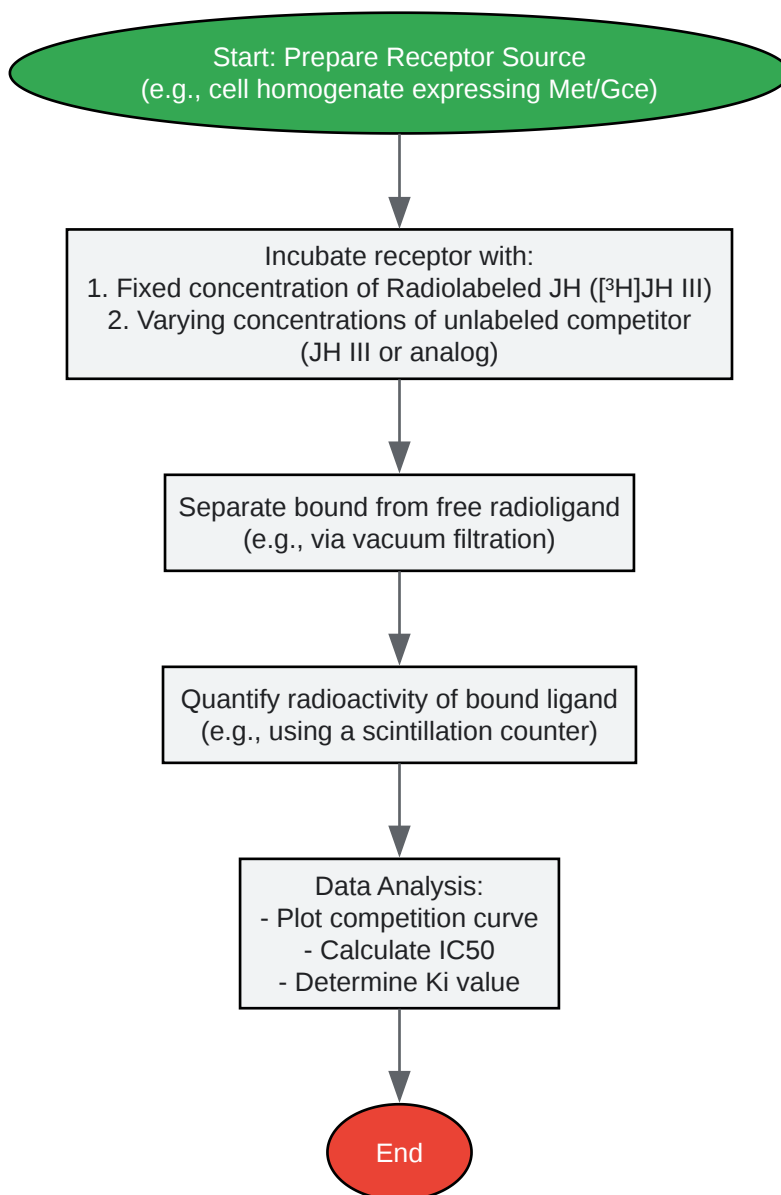 Start: Prepare Receptor Source
(e.g., cell homogenate expressing Met/Gce)
Incubate receptor with:
1. Fixed concentration of Radiolabeled JH ([³H]JH III)
2. Varying concentrations of unlabeled competitor
(JH III or analog)
Separate bound from free radioligand
(e.g., via vacuum filtration)
Quantify radioactivity of bound ligand
(e.g., using a scintillation counter)
Data Analysis:
- Plot competition curve
- Calculate IC50
- Determine Ki value
End